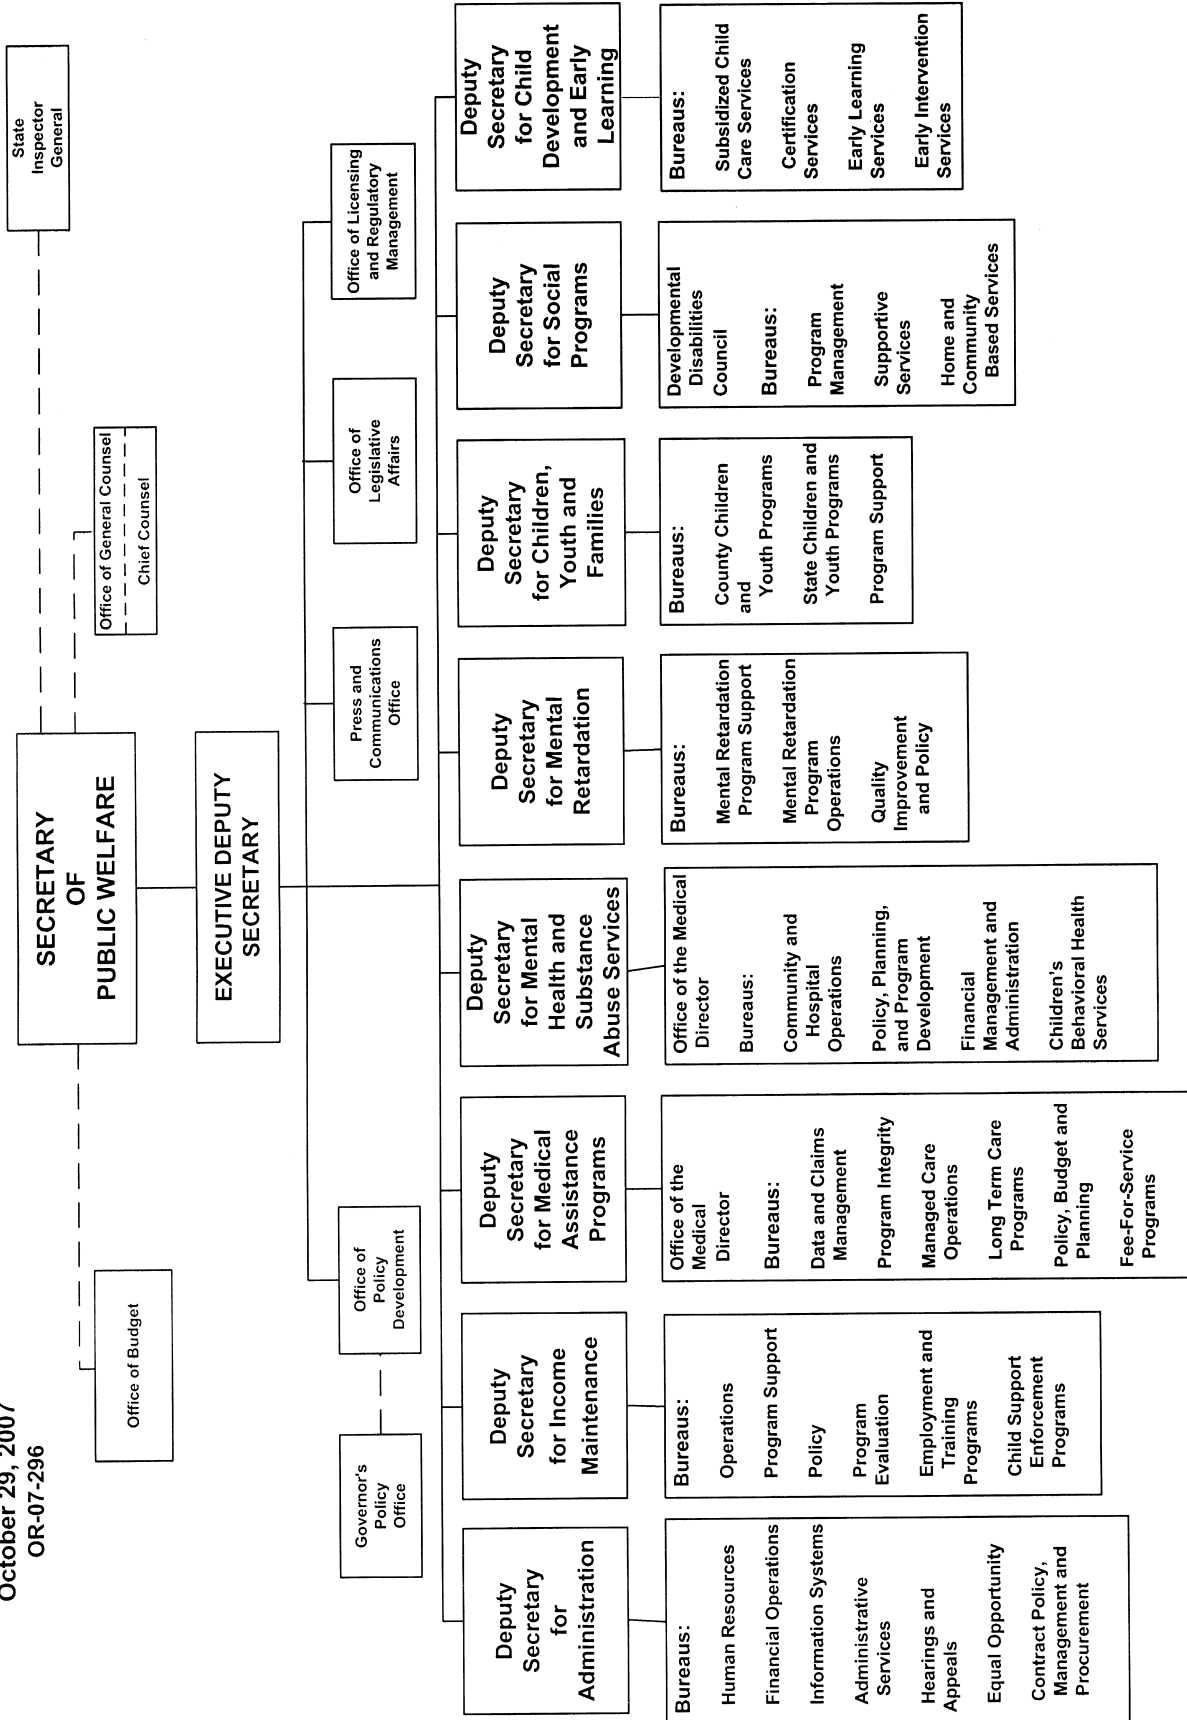 October 29, 2007
OR-07-296
State
Inspector
General
SECRETARY
OF
PUBLIC WELFARE
Office of Budget
Office of General Counsel
Chief Counsel
EXECUTIVE DEPUTY
SECRETARY
Governor's
Policy
Office
Office of
Policy
Development
Press and
Communications
Office
Office of
Legislative
Affairs
Office of Licensing
and Regulatory
Management
Deputy
Secretary
for
Administration
Bureaus:
Human Resources
Financial Operations
Information Systems
Administrative
Services
Hearings and
Appeals
Equal Opportunity
Contract Policy,
Management and
Procurement
Deputy
Secretary
for Income
Maintenance
Bureaus:
Operations
Program Support
Policy
Program
Evaluation
Employment and
Training
Programs
Child Support
Enforcement
Programs
Deputy
Secretary
for Medical
Assistance
Programs
Office of the
Medical
Director
Bureaus:
Data and Claims
Management
Program Integrity
Managed Care
Operations
Long Term Care
Programs
Policy, Budget and
Planning
Fee-For-Service
Programs
Deputy
Secretary
for Mental
Health and
Substance
Abuse Services
Office of the Medical
Director
Bureaus:
Community and
Hospital
Operations
Policy, Planning,
and Program
Development
Financial
Management and
Administration
Children's
Behavioral Health
Services
Deputy
Secretary
for Mental
Retardation
Bureaus:
Mental Retardation
Program Support
Mental Retardation
Program
Operations
Quality
Improvement
and Policy
Deputy
Secretary
for Children,
Youth and
Families
Bureaus:
County Children
and
Youth Programs
State Children and
Youth Programs
Program Support
Deputy
Secretary
for Social
Programs
Developmental
Disabilities
Council
Bureaus:
Program
Management
Supportive
Services
Home and
Community
Based Services
Deputy
Secretary
for Child
Development
and Early
Learning
Bureaus:
Subsidized Child
Care Services
Certification
Services
Early Learning
Services
Early Intervention
Services